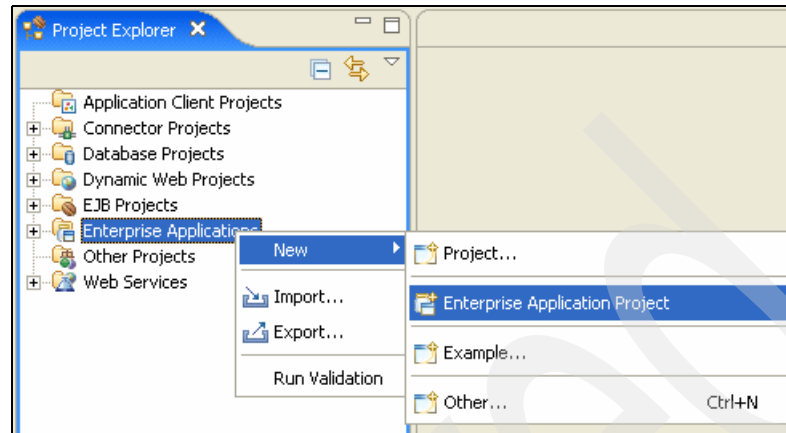 Project Explorer
Application Client Projects
Connector Projects
Database Projects
Dynamic Web Projects
EJB Projects
Enterprise Applications
Other Projects
Web Services
New
Import...
Export...
Run Validation
Project...
Enterprise Application Project
Example...
Other... Ctrl+N